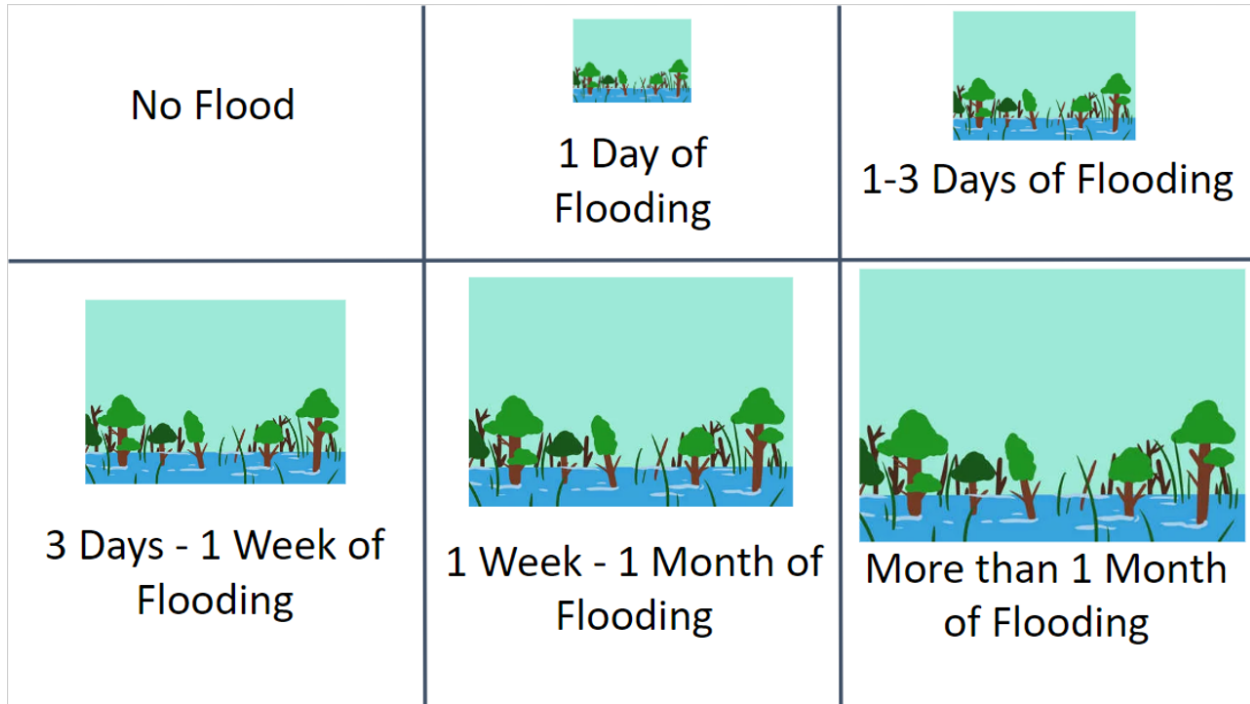 No Flood
1 Day of
Flooding
1-3 Days of Flooding
3 Days - 1 Week of
Flooding
1 Week - 1 Month of
Flooding
More than 1 Month
of Flooding